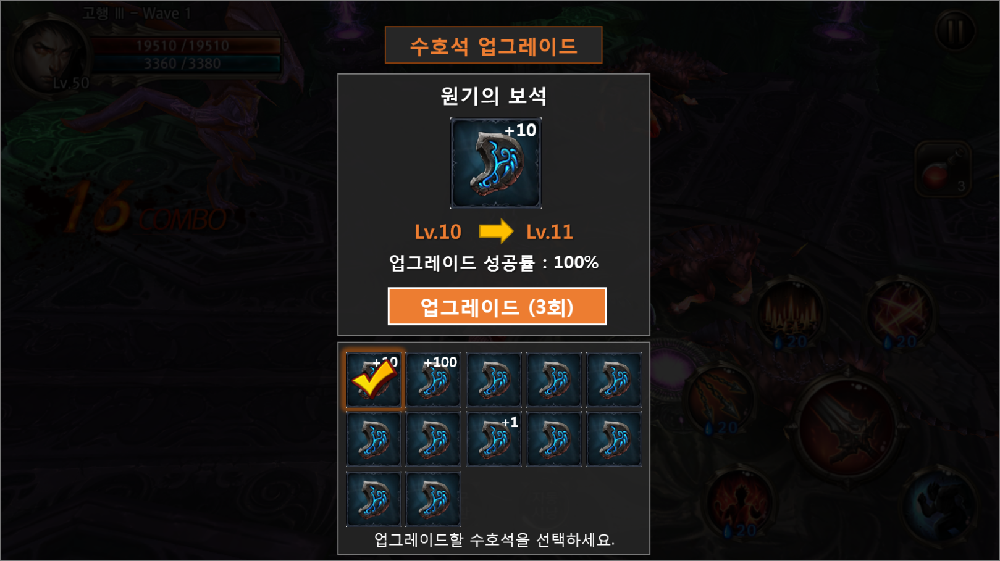 고행 Ⅲ - Wave 1
19510 /19510
3360 /3380
Lv.50
수호석 업그레이드
원기의 보석
+10
Lv.10
Lv.11
업그레이드 성공률 : 100%
업그레이드 (3회)
16 COMBO
3
20
20
20
20
+10
+100
+1
업그레이드할 수호석을 선택하세요.